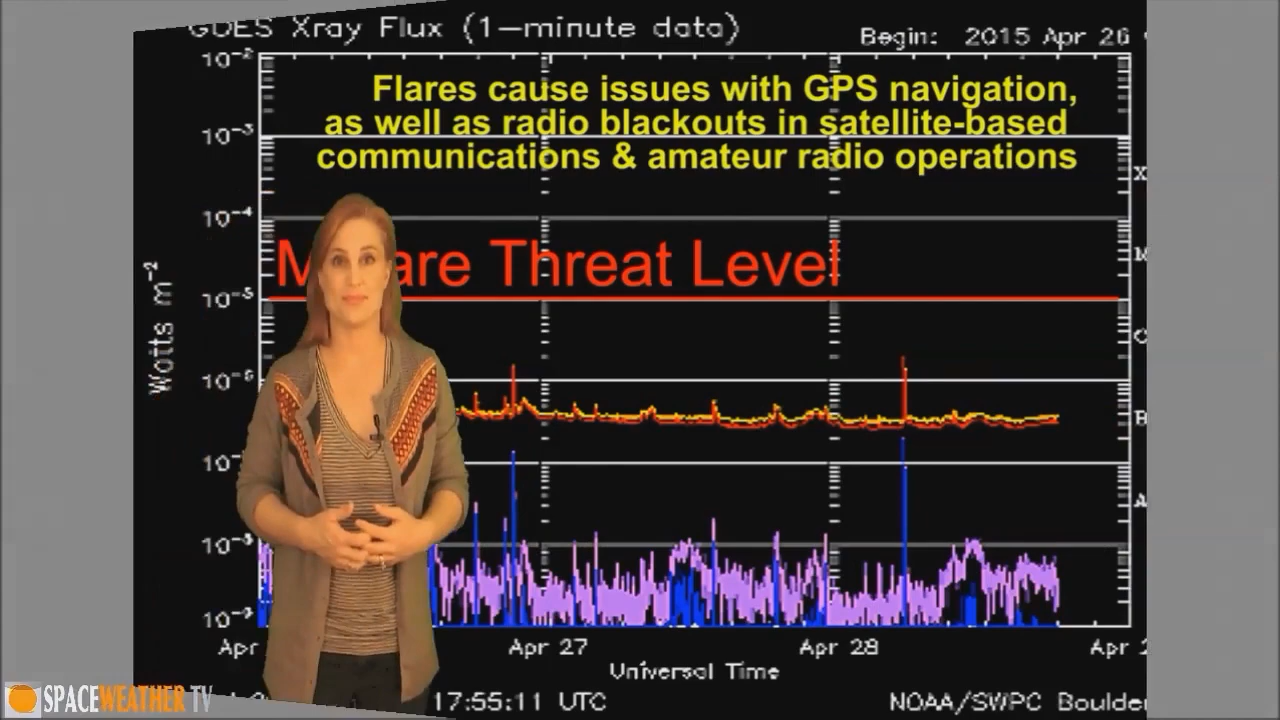 GOES Xray Flux (1-minute data)
Begin: 2015 Apr 26
Flares cause issues with GPS navigation,
as well as radio blackouts in satellite-based
communications & amateur radio operations
10-2
10-3
10-4
10-5
10-6
10-7
10-8
10-9
Watts m-2
Threat Level
X
M
C
B
A
Apr 27
Apr 28
Apr
Universal Time
17:55:11 UTC
NOAA/SWPC Boulder
SPACEWEATHER TV